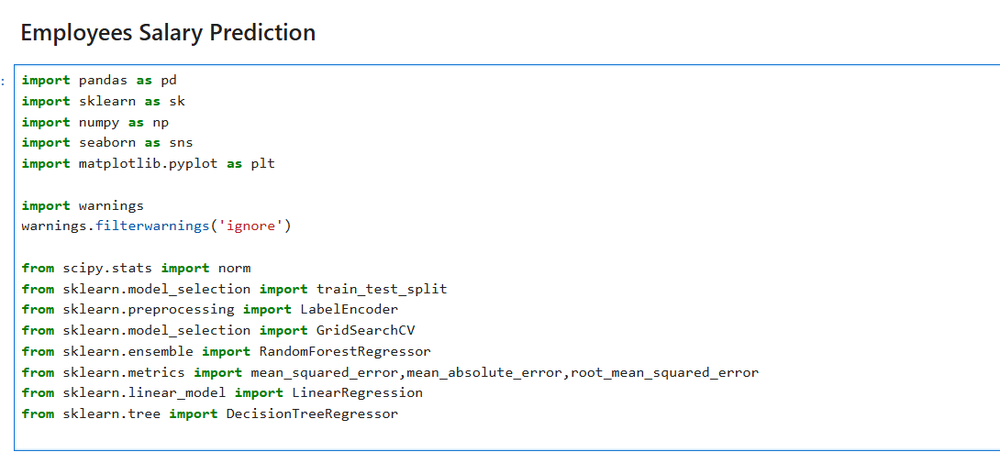 Employees Salary Prediction
:
import pandas as pd
import sklearn as sk
import numpy as np
import seaborn as sns
import matplotlib.pyplot as plt
import warnings
warnings.filterwarnings('ignore')
from scipy.stats import norm
from sklearn.model_selection import train_test_split
from sklearn.preprocessing import LabelEncoder
from sklearn.model_selection import GridSearchCV
from sklearn.ensemble import RandomForestRegressor
from sklearn.metrics import mean_squared_error,mean_absolute_error,root_mean_squared_error
from sklearn.linear_model import LinearRegression
from sklearn.tree import DecisionTreeRegressor